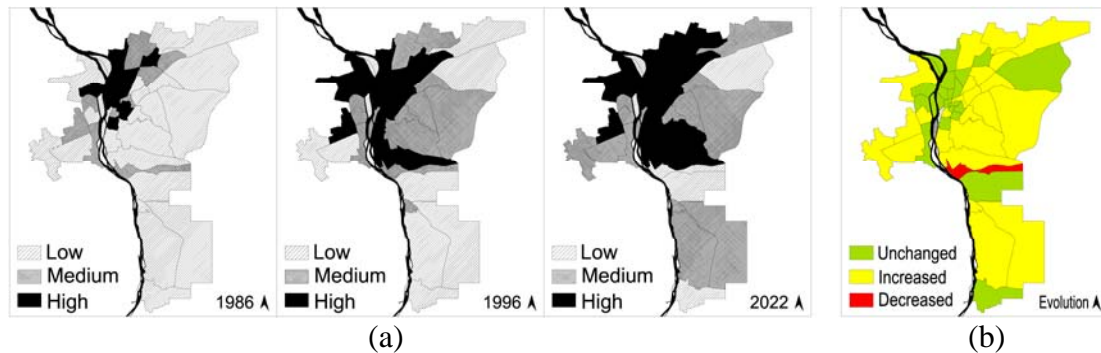 Low
Medium
High
1986
Low
Medium
High
1996
Low
Medium
High
2022
Unchanged
Increased
Decreased
Evolution
(a)
(b)